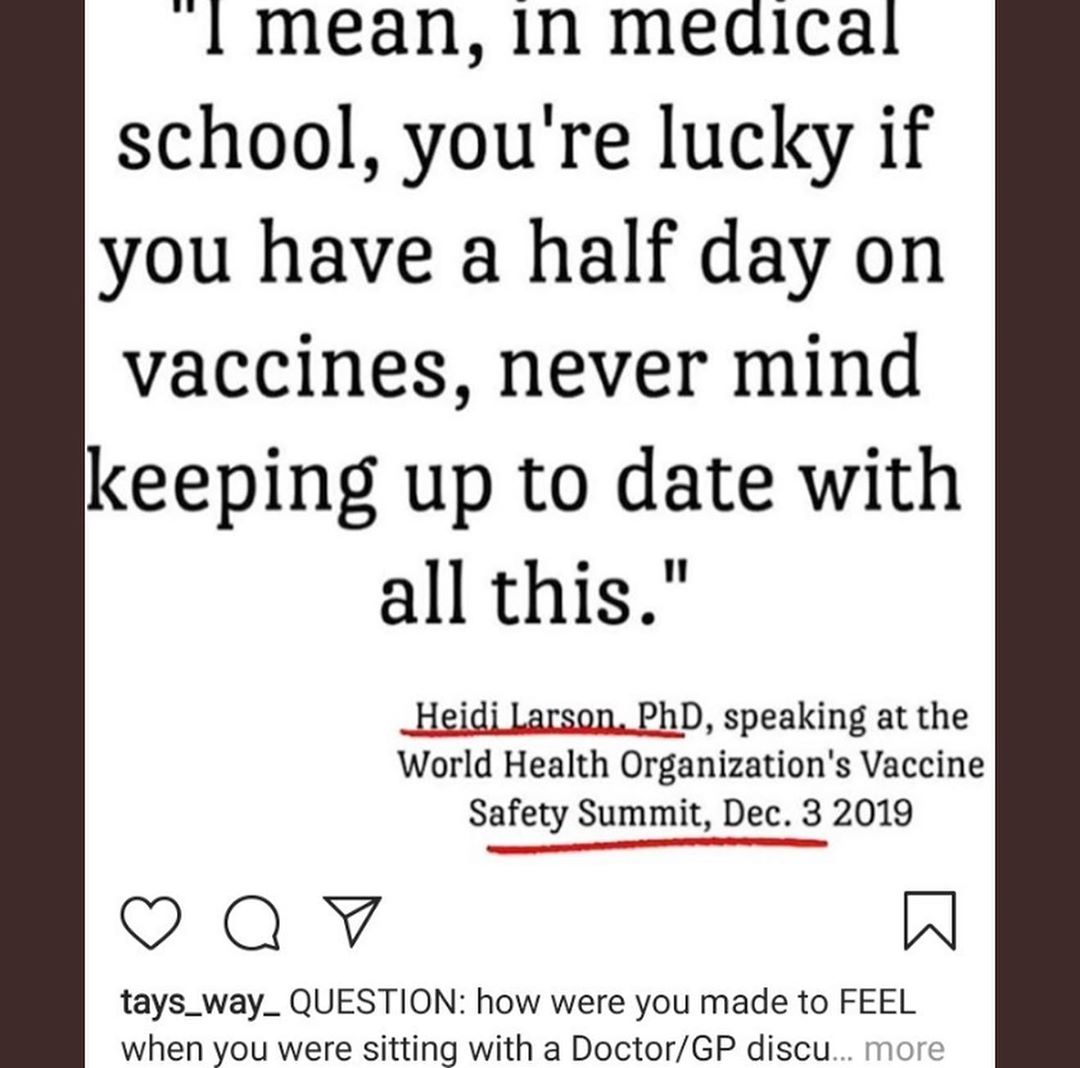 "I mean, in medical
school, you're lucky if
you have a half day on
vaccines, never mind
keeping up to date with
all this."
Heidi Larson, PhD, speaking at the
World Health Organization's Vaccine
Safety Summit, Dec. 3 2019
tays_way_ QUESTION: how were you made to FEEL
when you were sitting with a Doctor/GP discu... more